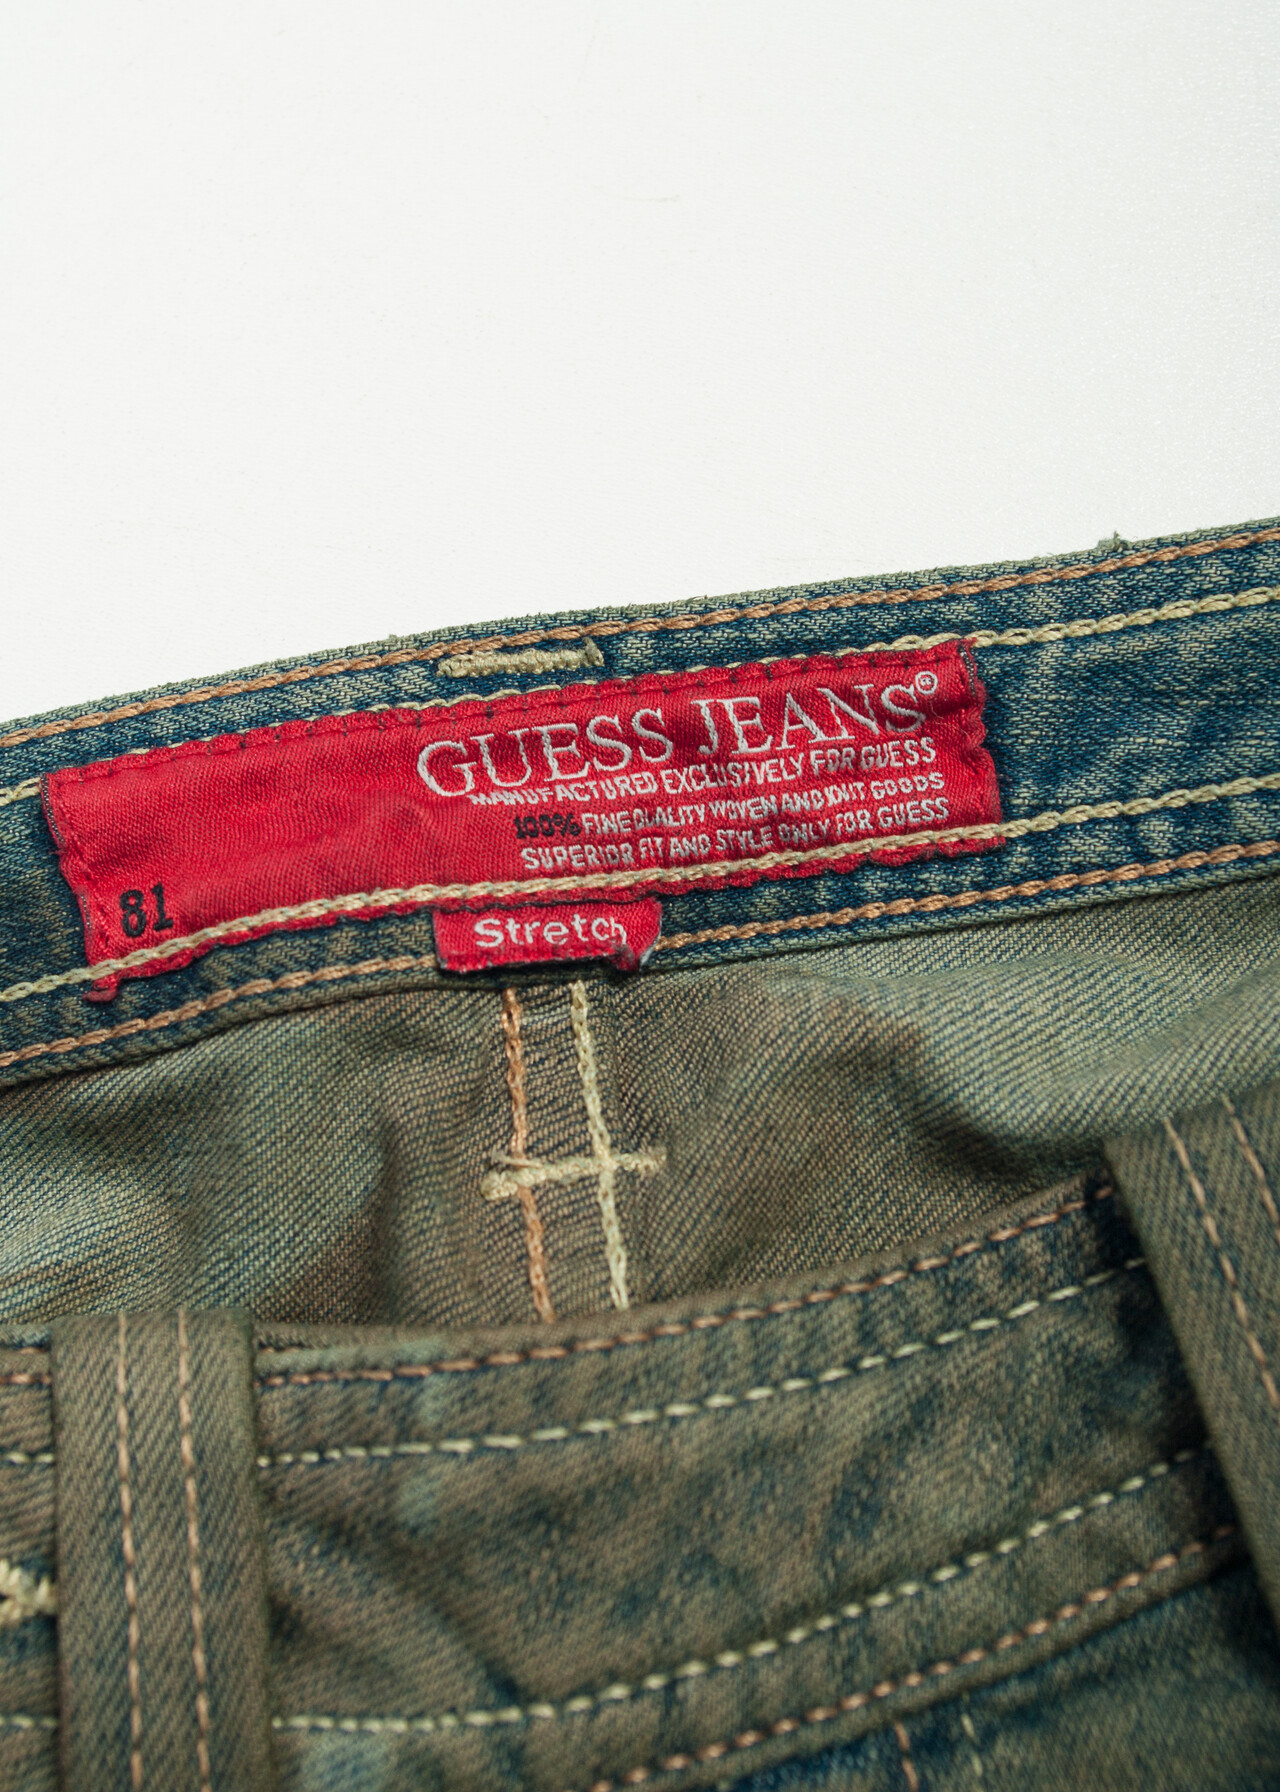 GUESS JEANS®
MANUFACTURED EXCLUSIVELY FOR GUESS
100% FINE QUALITY WOVEN AND KNIT GOODS
SUPERIOR FIT AND STYLE ONLY FOR GUESS
81
Stretch